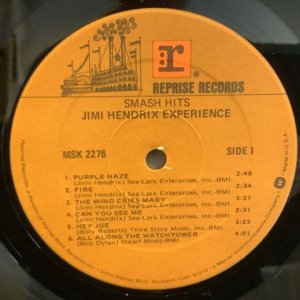 r:
REPRISE RECORDS
SMASH HITS
JIMI HENDRIX EXPERIENCE
MSK 2276
SIDE 1
1. PURPLE HAZE 2:46
(Jimi Hendrix) Sea-Lark Enterprises, Inc.-BMI
2. FIRE 2:34
(Jimi Hendrix) Sea-Lark Enterprises, Inc.-BMI
3. THE WIND CRIES MARY 3:21
(Jimi Hendrix) Sea-Lark Enterprises, Inc.-BMI
4. CAN YOU SEE ME 2:31
(Jimi Hendrix) Sea-Lark Enterprises, Inc.-BMI
5. HEY JOE 3:23
(Billy Roberts) Third Story Music, Inc.-BMI
6. ALL ALONG THE WATCHTOWER 4:01
(Bob Dylan) Dwarf Music-BMI
Made in U.S.A.